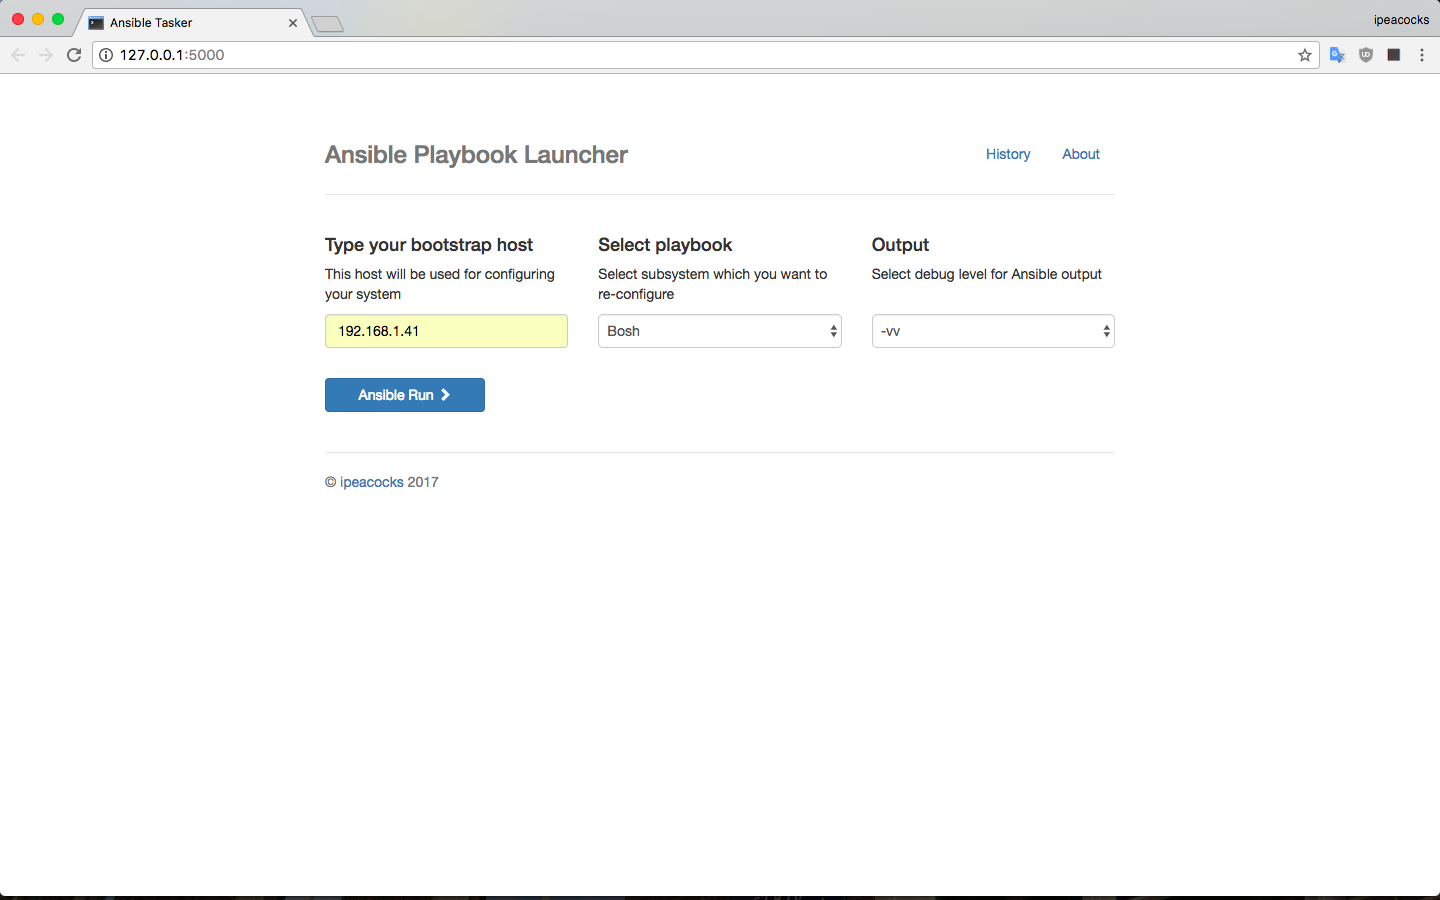 Ansible Tasker
ipeacocks
127.0.0.1:5000
Ansible Playbook Launcher
History
About
Type your bootstrap host
This host will be used for configuring
your system
192.168.1.41
Select playbook
Select subsystem which you want to
re-configure
Bosh
Output
Select debug level for Ansible output
-vv
Ansible Run
© ipeacocks 2017